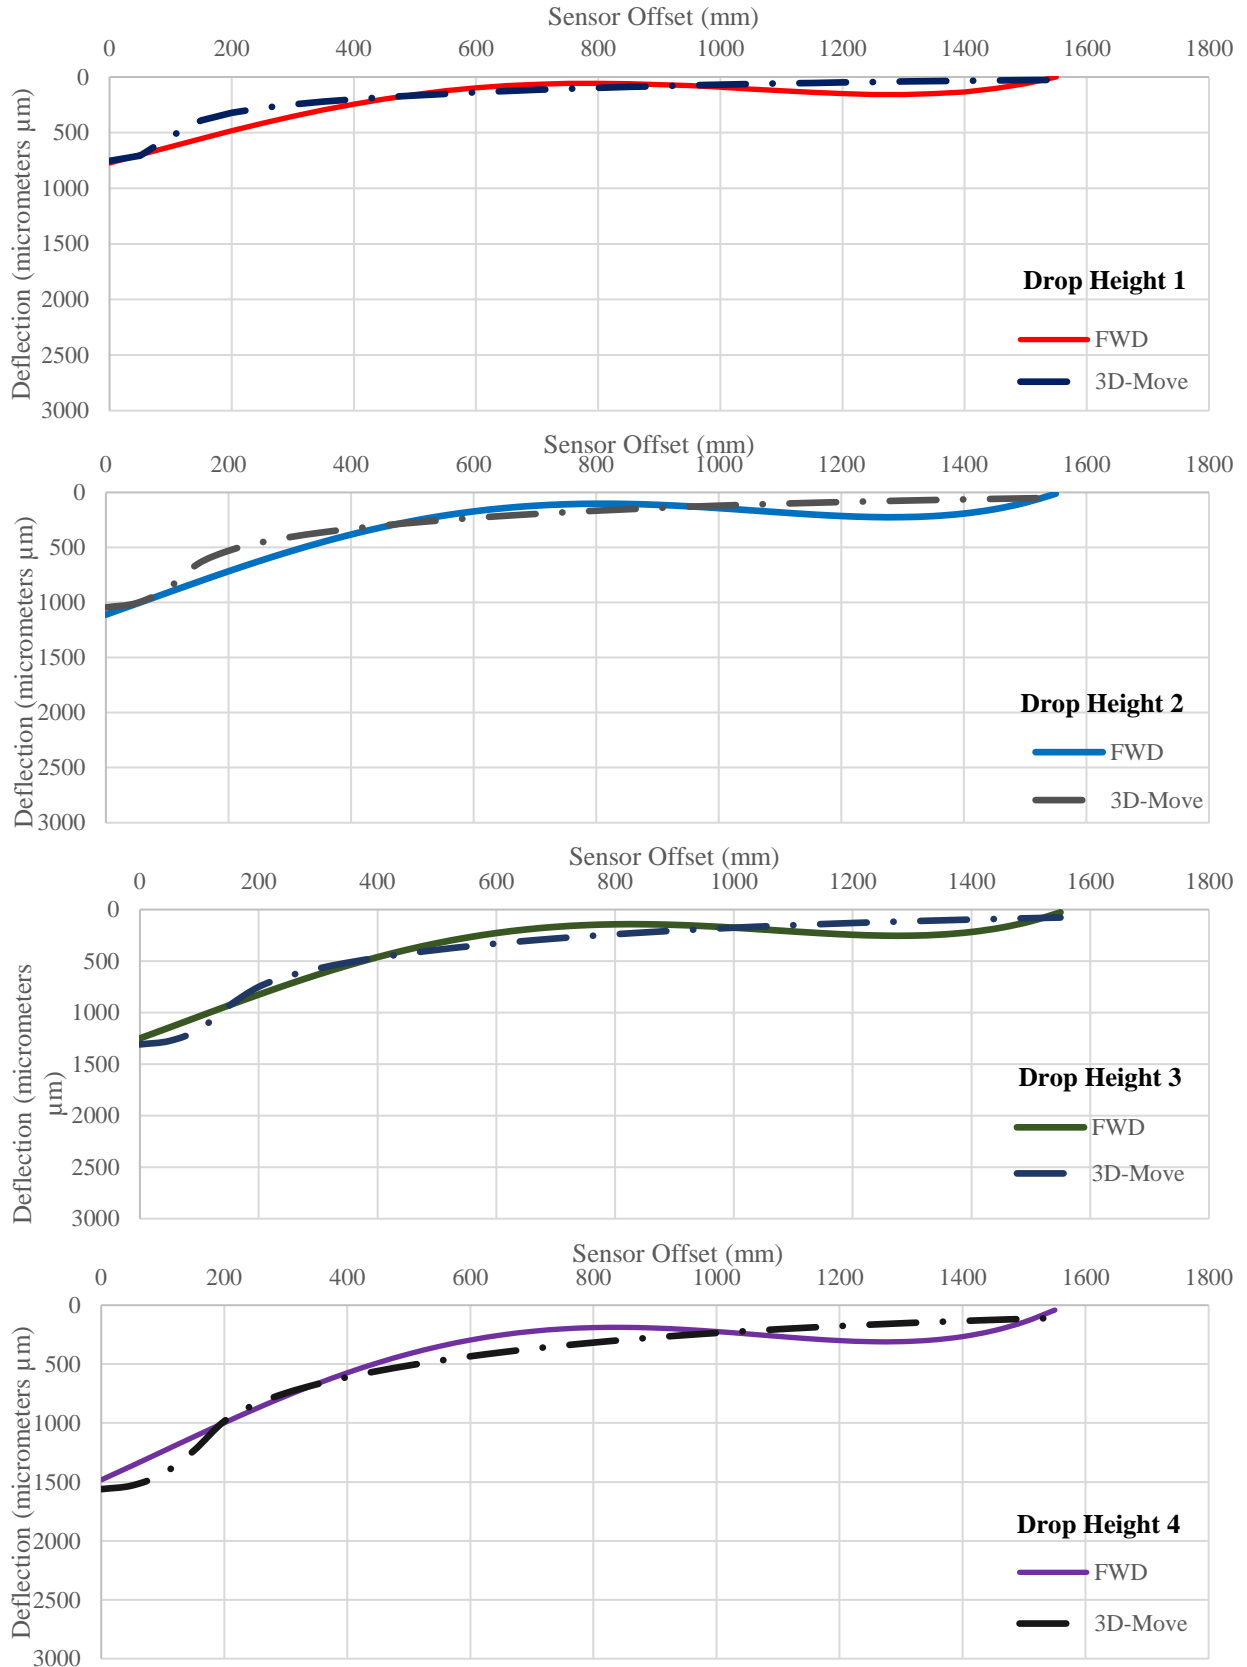 Sensor Offset (mm)
0 200 400 600 800 1000 1200 1400 1600 1800
Deflection (micrometers µm)
0
500
1000
1500
2000
2500
3000
Drop Height 1
FWD
3D-Move
Sensor Offset (mm)
0 200 400 600 800 1000 1200 1400 1600 1800
Deflection (micrometers µm)
0
500
1000
1500
2000
2500
3000
Drop Height 2
FWD
3D-Move
Sensor Offset (mm)
0 200 400 600 800 1000 1200 1400 1600 1800
Deflection (micrometers
µm)
0
500
1000
1500
2000
2500
3000
Drop Height 3
FWD
3D-Move
Sensor Offset (mm)
0 200 400 600 800 1000 1200 1400 1600 1800
Deflection (micrometers µm)
0
500
1000
1500
2000
2500
3000
Drop Height 4
FWD
3D-Move